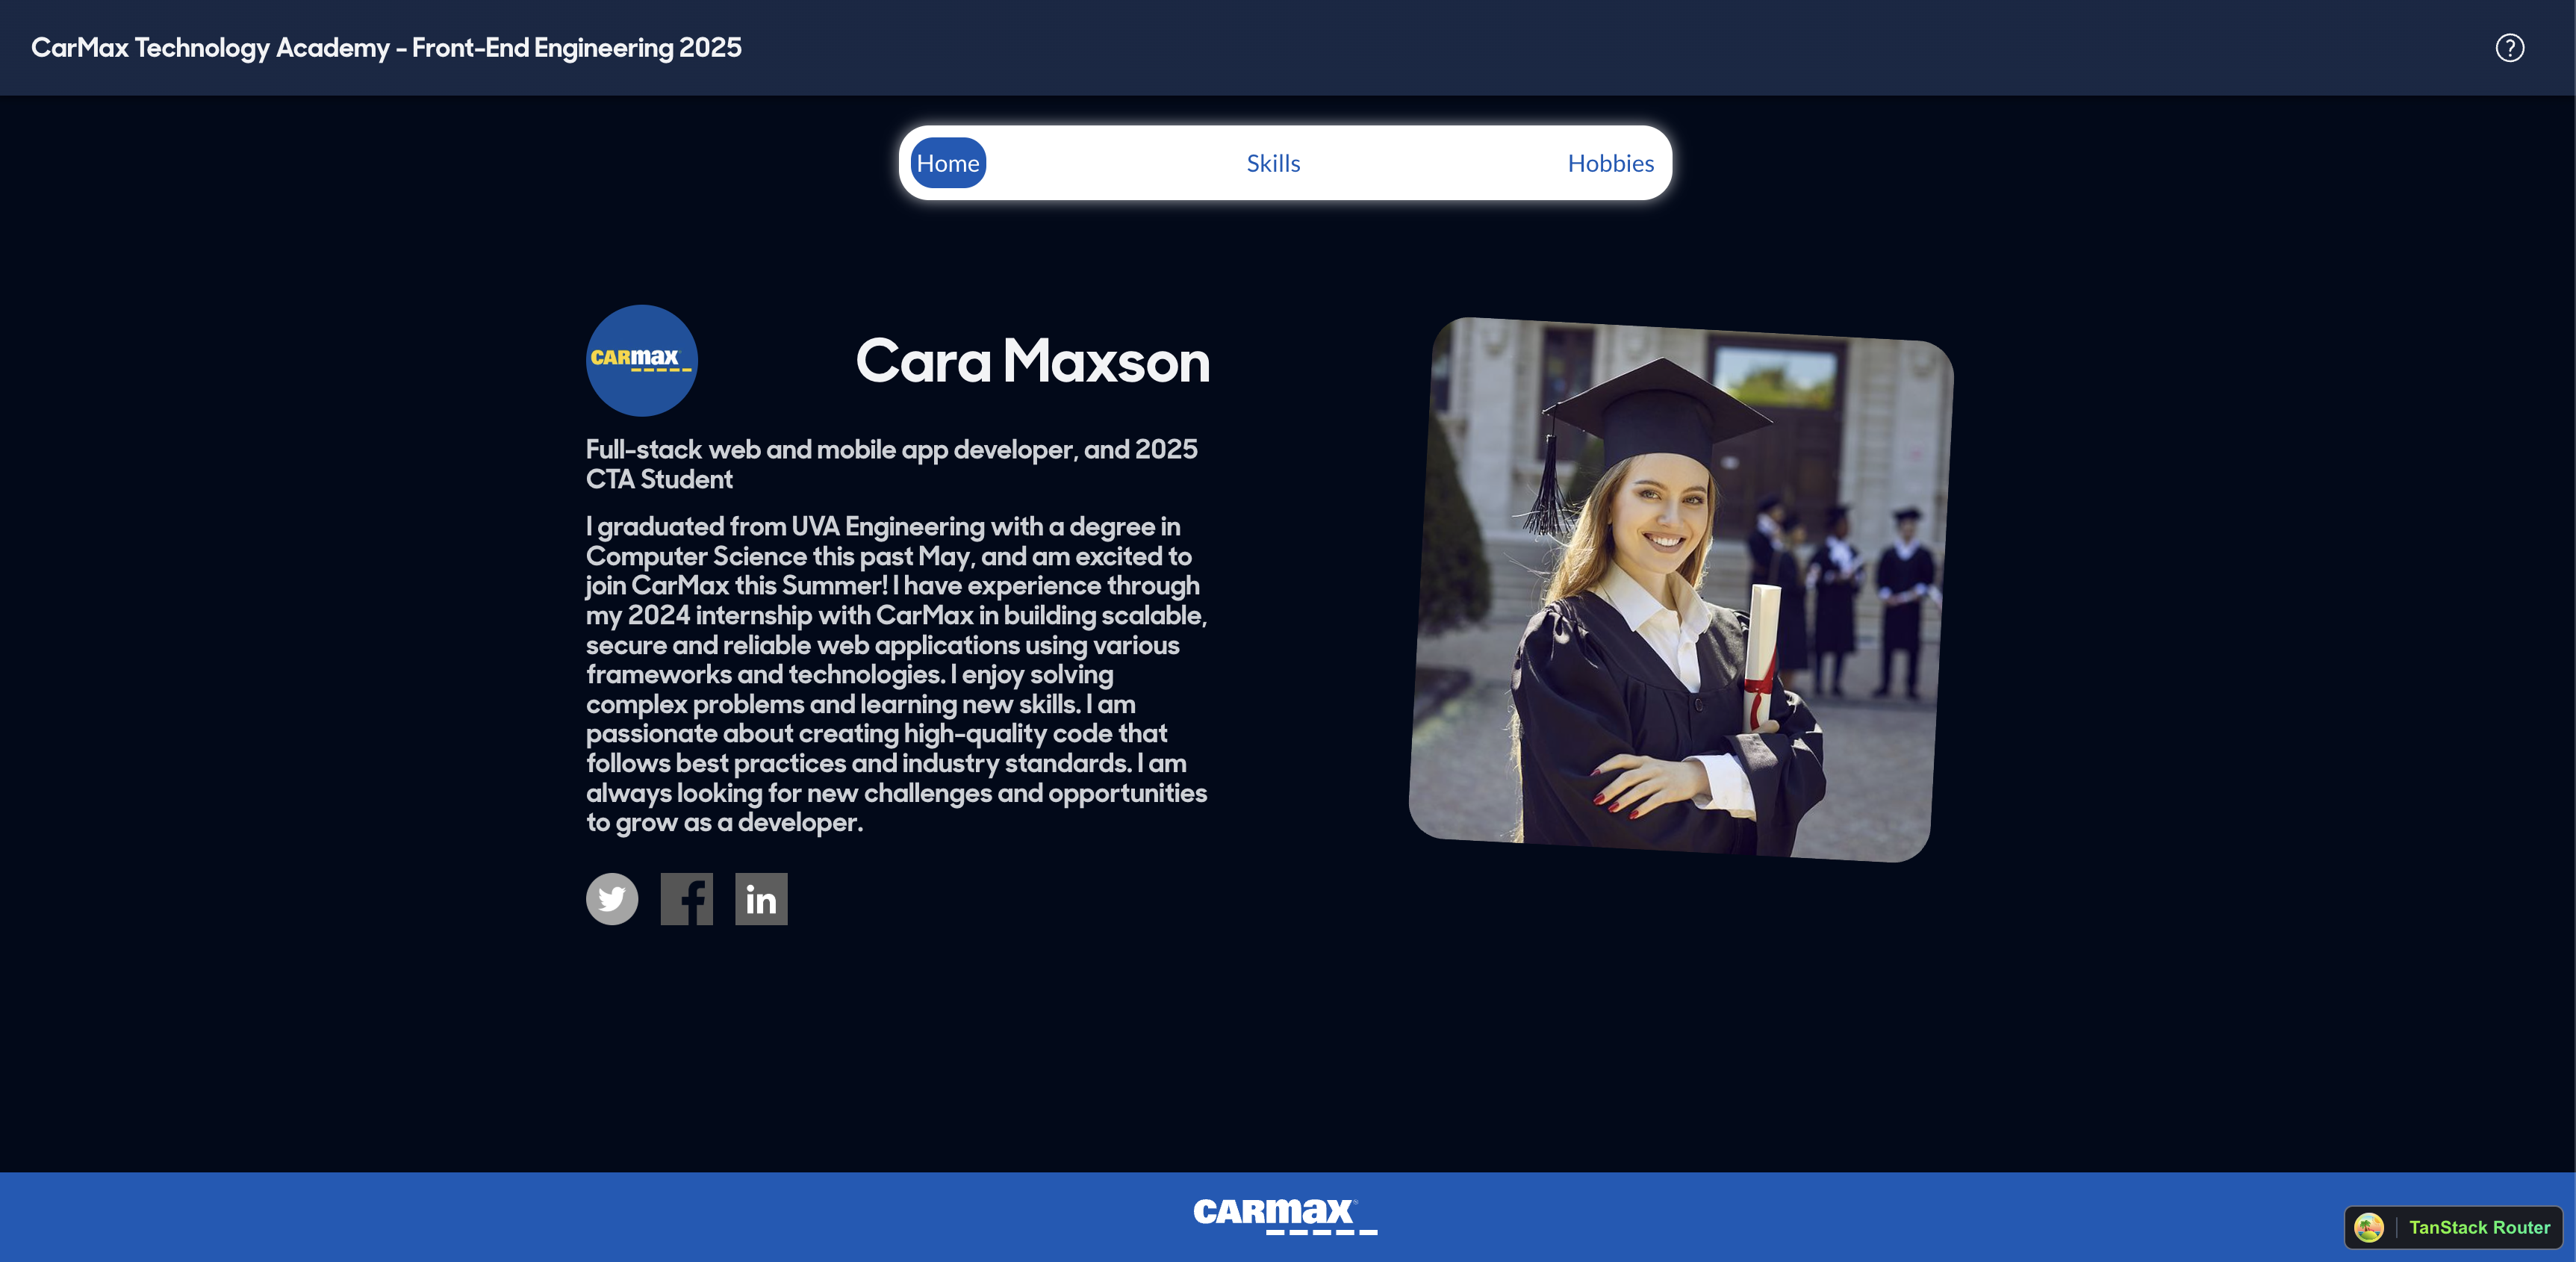 CarMax Technology Academy - Front-End Engineering 2025
?
Home
Skills
Hobbies
CARMAX
Cara Maxson
Full-stack web and mobile app developer, and 2025
CTA Student
I graduated from UVA Engineering with a degree in
Computer Science this past May, and am excited to
join CarMax this Summer! I have experience through
my 2024 internship with CarMax in building scalable,
secure and reliable web applications using various
frameworks and technologies. I enjoy solving
complex problems and learning new skills. I am
passionate about creating high-quality code that
follows best practices and industry standards. I am
always looking for new challenges and opportunities
to grow as a developer.
f
in
CARMAX
TanStack Router